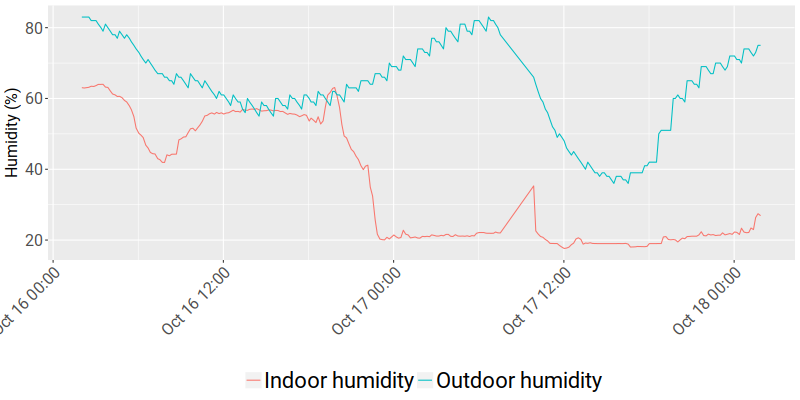 Humidity (%)
80
60
40
20
Oct 16 00:00
Oct 16 12:00
Oct 17 00:00
Oct 17 12:00
Oct 18 00:00
Indoor humidity Outdoor humidity